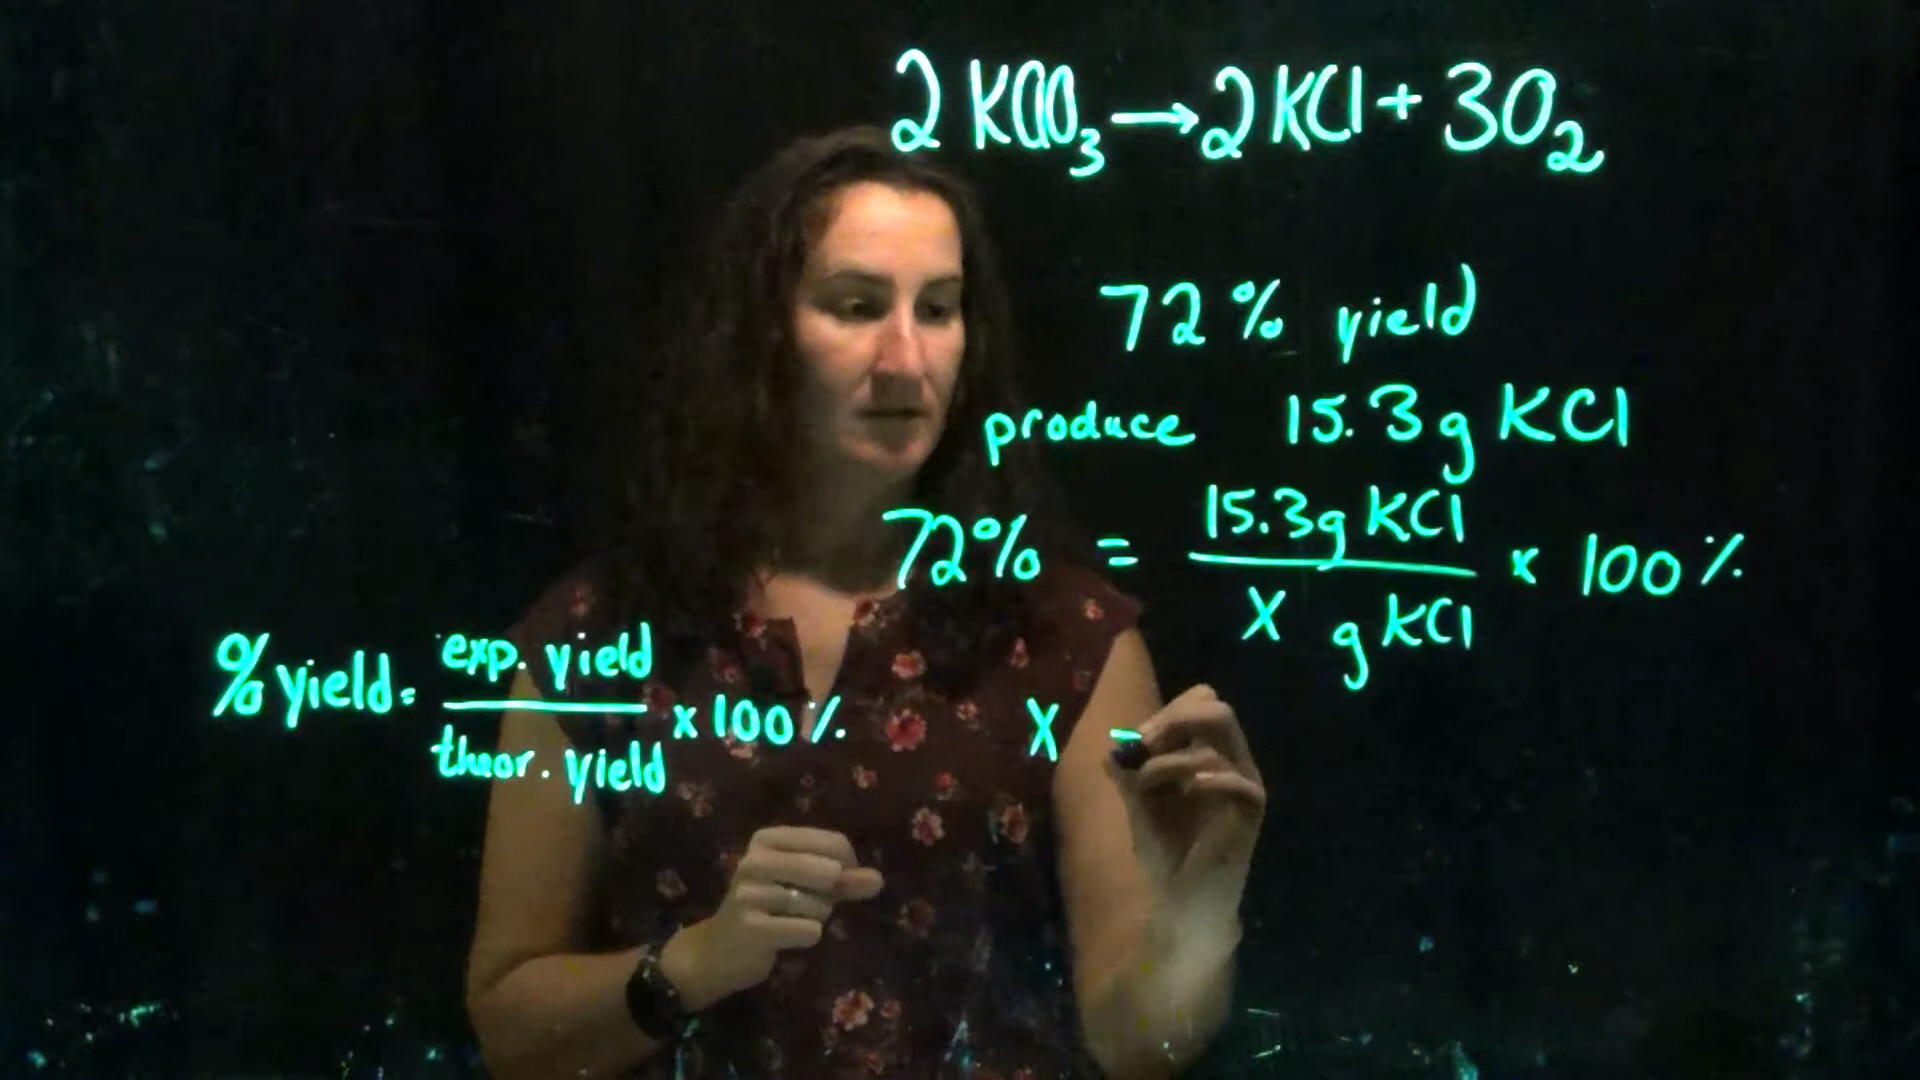 2 KClO₃ → 2 KCl + 3O₂
72% yield
produce 15.3g KCl
72% = 15.3g KCl / X g KCl × 100%
% yield = exp. yield / theor. yield × 100%
X -